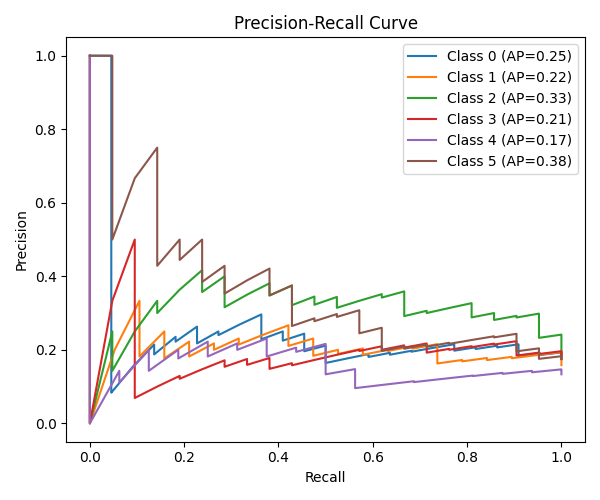 Precision-Recall Curve
Precision
1.0
0.8
0.6
0.4
0.2
0.0
Class 0 (AP=0.25)
Class 1 (AP=0.22)
Class 2 (AP=0.33)
Class 3 (AP=0.21)
Class 4 (AP=0.17)
Class 5 (AP=0.38)
0.0 0.2 0.4 0.6 0.8 1.0
Recall